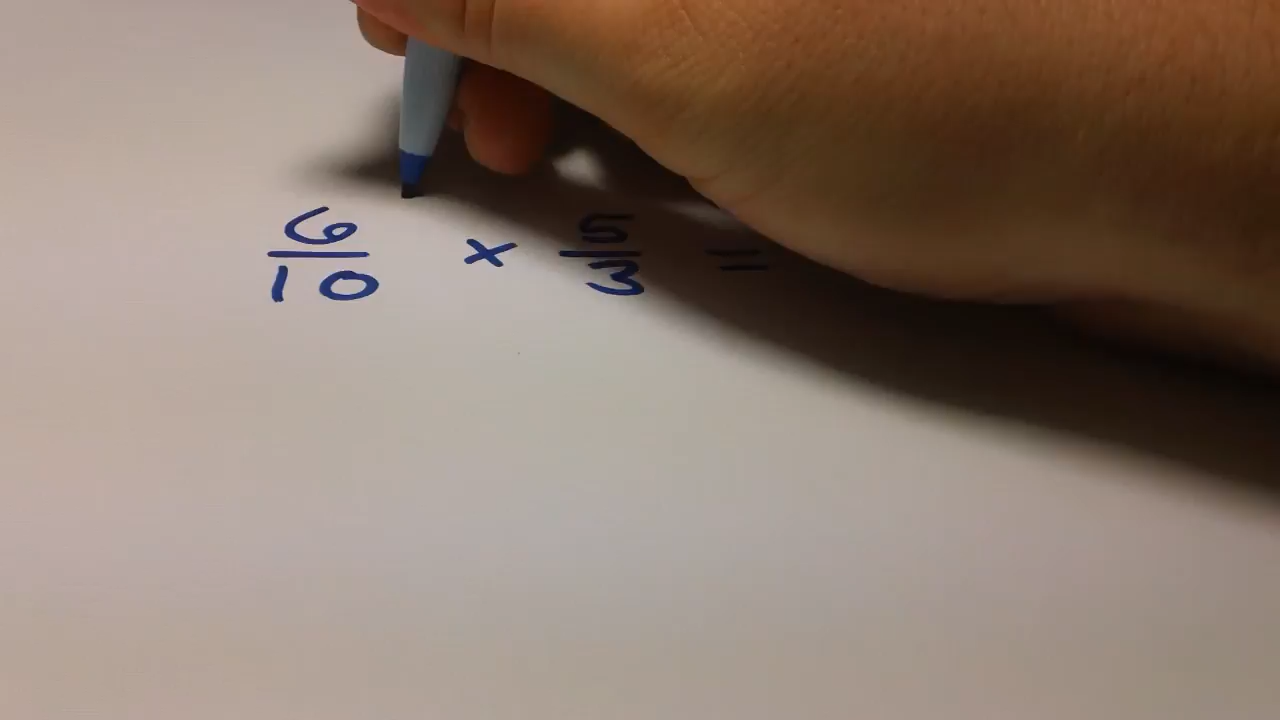 6/10 × 5/3 =